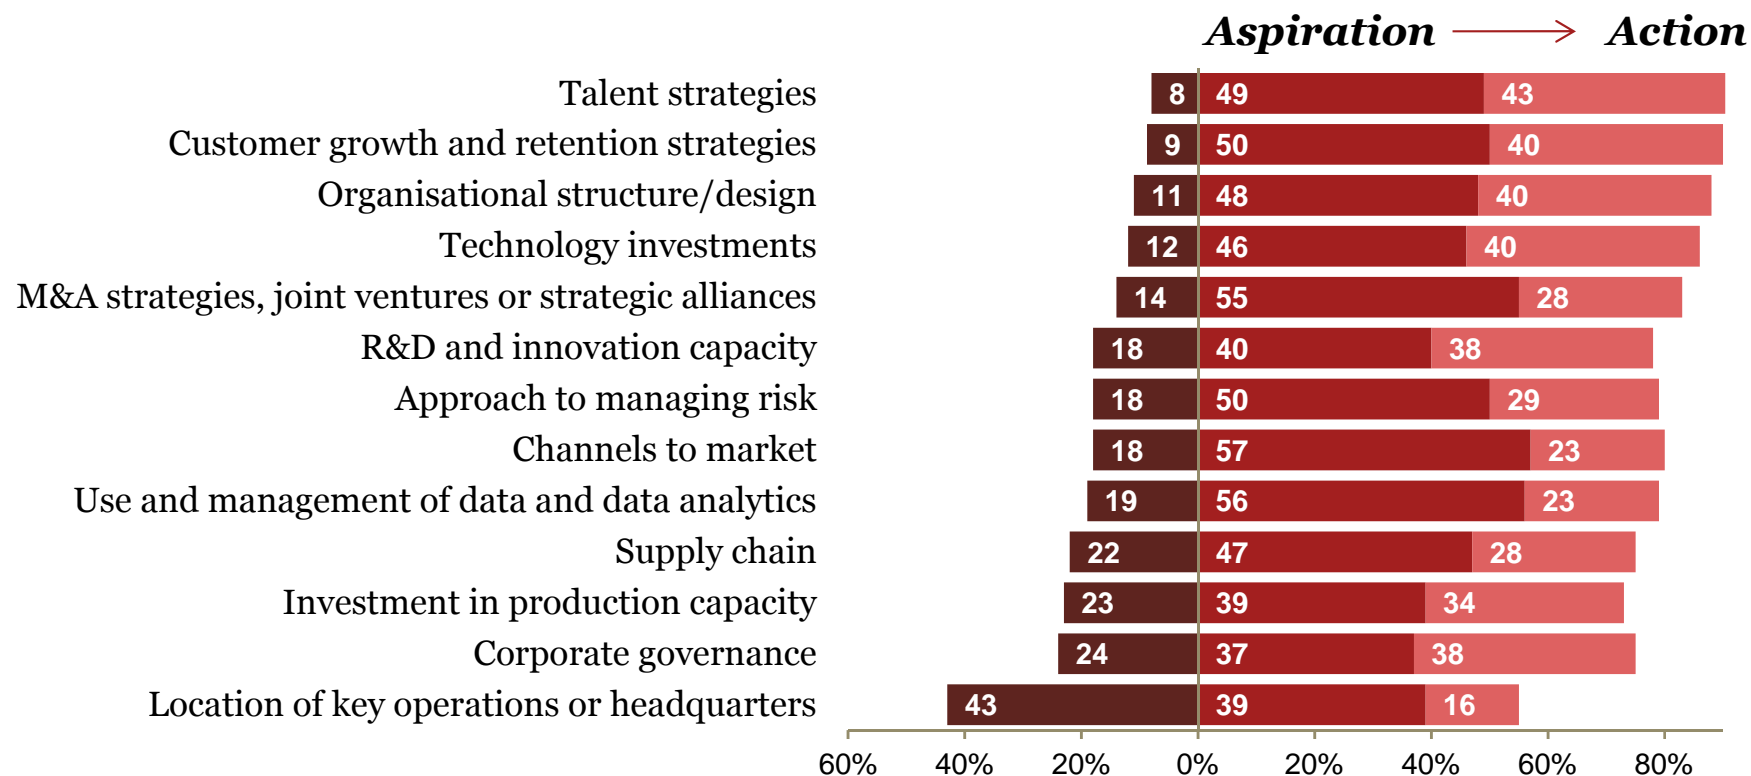 Aspiration Action
Talent strategies 8 49 43
Customer growth and retention strategies 9 50 40
Organisational structure/design 11 48 40
Technology investments 12 46 40
M&A strategies, joint ventures or strategic alliances 14 55 28
R&D and innovation capacity 18 40 38
Approach to managing risk 18 50 29
Channels to market 18 57 23
Use and management of data and data analytics 19 56 23
Supply chain 22 47 28
Investment in production capacity 23 39 34
Corporate governance 24 37 38
Location of key operations or headquarters 43 39 16
60% 40% 20% 0% 20% 40% 60% 80%